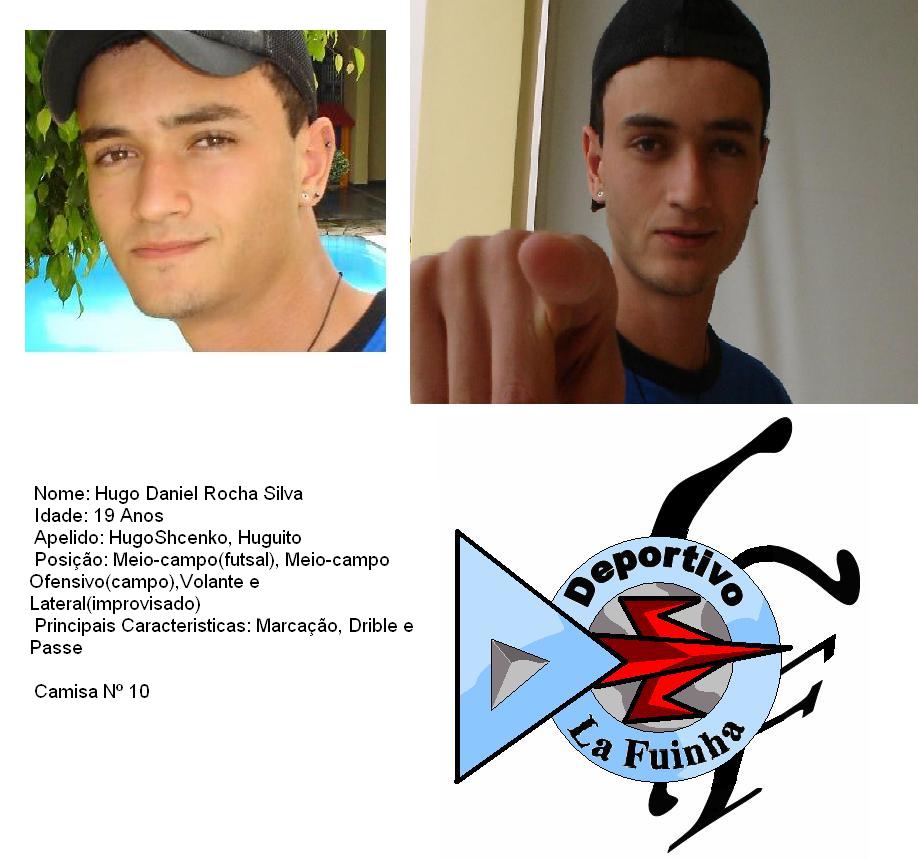 Nome: Hugo Daniel Rocha Silva
Idade: 19 Anos
Apelido: HugoShcenko, Huguito
Posição: Meio-campo(futsal), Meio-campo
Ofensivo(campo),Volante e
Lateral(improvisado)
Principais Caracteristicas: Marcação, Drible e
Passe
Camisa Nº 10
Deportivo
La Fuinha